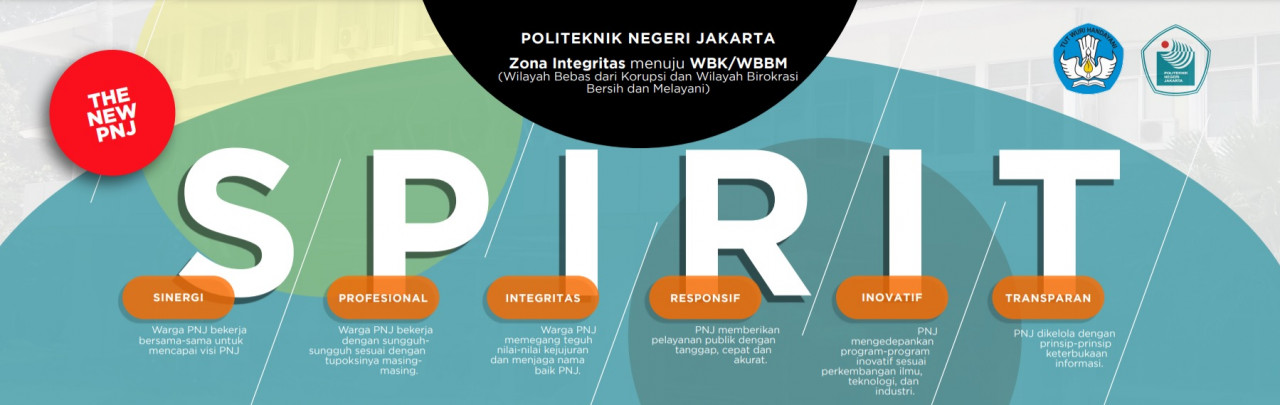 POLITEKNIK NEGERI JAKARTA
Zona Integritas menuju WBK/WBBM
(Wilayah Bebas dari Korupsi dan Wilayah Birokrasi
Bersih dan Melayani)
TUT WURI HANDAYANI
POLITEKNIK
NEGERI
JAKARTA
THE
NEW
PNJ
SPIRIT
SINERGI
Warga PNJ bekerja
bersama-sama untuk
mencapai visi PNJ
PROFESIONAL
Warga PNJ bekerja
dengan sungguh-
sungguh sesuai dengan
tupoksinya masing-
masing.
INTEGRITAS
Warga PNJ
memegang teguh
nilai-nilai kejujuran
dan menjaga nama
baik PNJ.
RESPONSIF
PNJ memberikan
pelayanan publik dengan
tanggap, cepat dan
akurat.
INOVATIF
PNJ
mengedepankan
program-program
inovatif sesuai
perkembangan ilmu,
teknologi, dan
industri.
TRANSPARAN
PNJ dikelola dengan
prinsip-prinsip
keterbukaan
informasi.